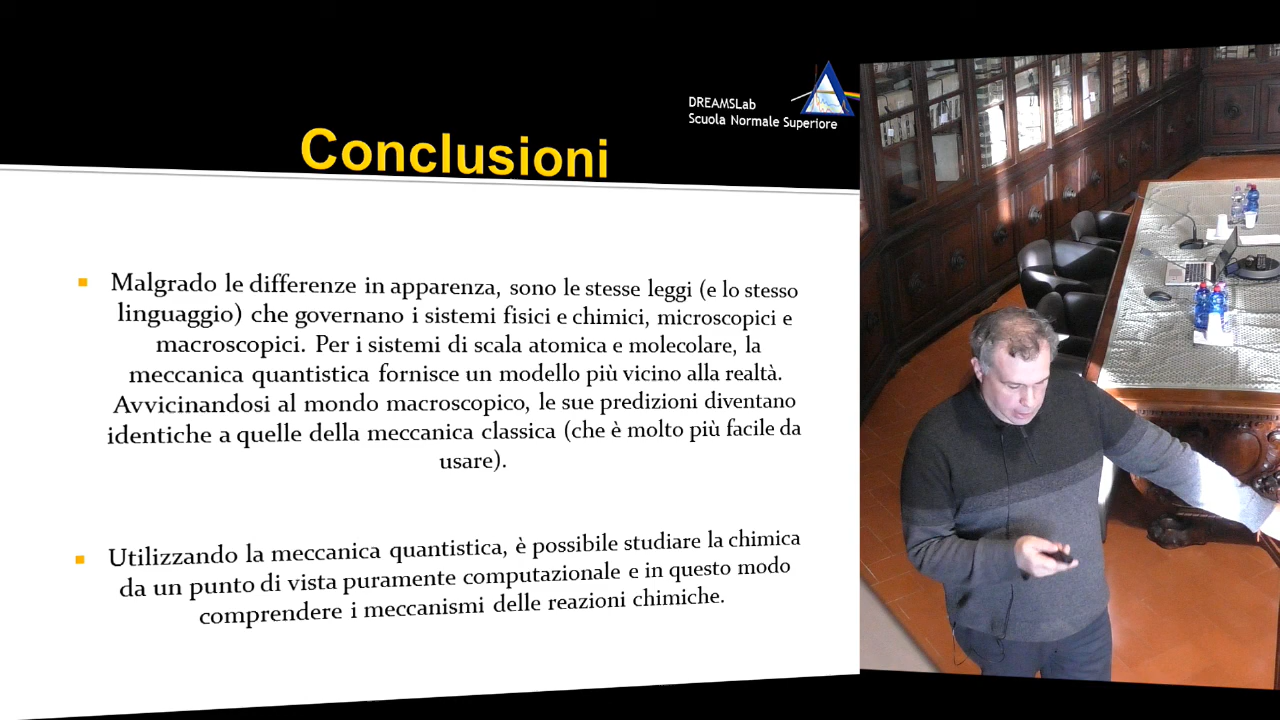 DREAMSLab
Scuola Normale Superiore
Conclusioni
Malgrado le differenze in apparenza, sono le stesse leggi (e lo stesso
linguaggio) che governano i sistemi fisici e chimici, microscopici e
macroscopici. Per i sistemi di scala atomica e molecolare, la
meccanica quantistica fornisce un modello più vicino alla realtà.
Avvicinandosi al mondo macroscopico, le sue predizioni diventano
identiche a quelle della meccanica classica (che è molto più facile da
usare).
Utilizzando la meccanica quantistica, è possibile studiare la chimica
da un punto di vista puramente computazionale e in questo modo
comprendere i meccanismi delle reazioni chimiche.